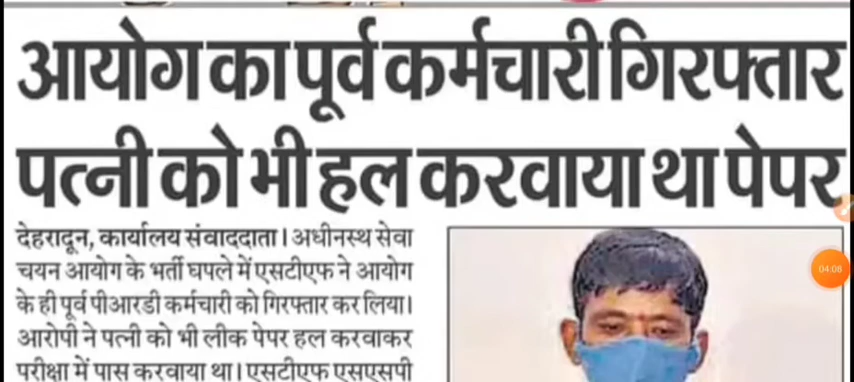 आयोग का पूर्व कर्मचारी गिरफ्तार
पत्नी को भी हल करवाया था पेपर
देहरादून, कार्यालय संवाददाता। अधीनस्थ सेवा
चयन आयोग के भर्ती घपले में एसटीएफ ने आयोग
के ही पूर्व पीआरडी कर्मचारी को गिरफ्तार कर लिया।
आरोपी ने पत्नी को भी लीक पेपर हल करवाकर
परीक्षा में पास करवाया था। एसटीएफ एसएसपी
04:06